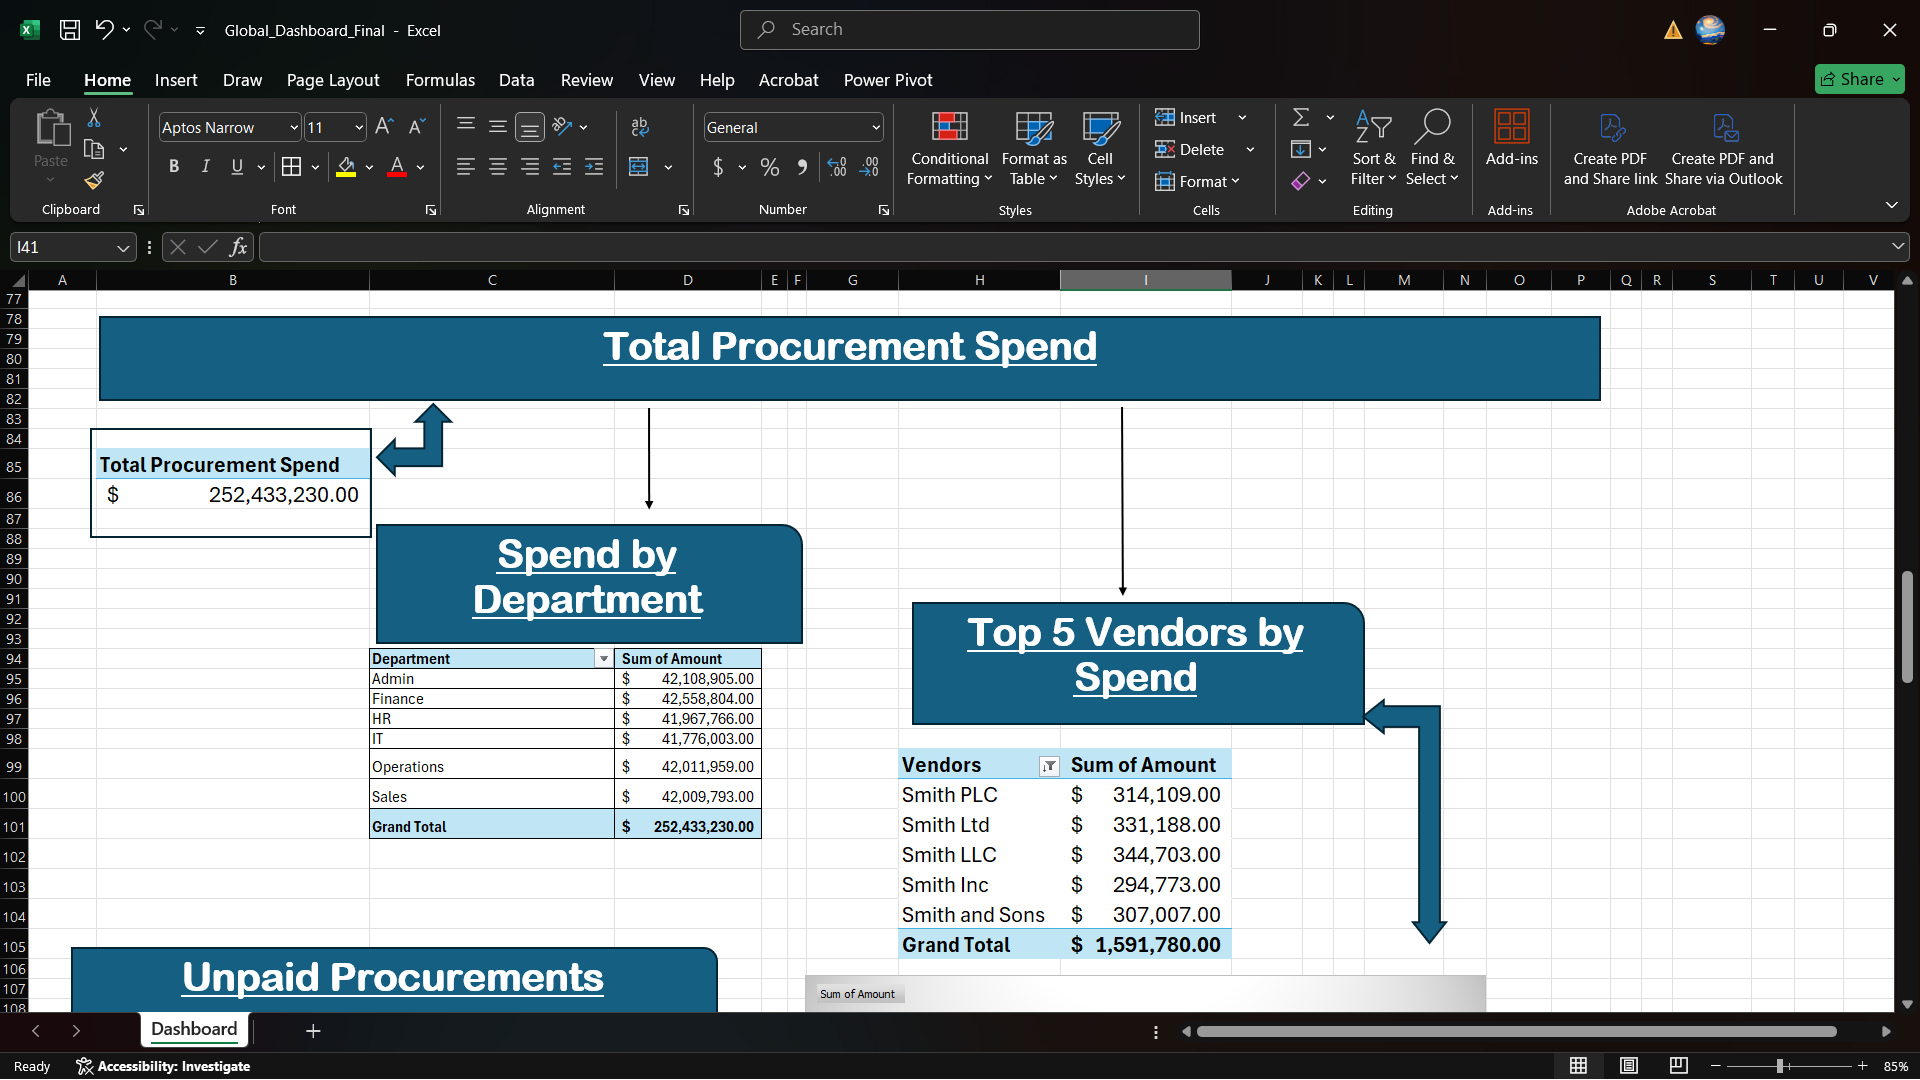 Global_Dashboard_Final - Excel
Search
File Home Insert Draw Page Layout Formulas Data Review View Help Acrobat Power Pivot
Share
Paste
Aptos Narrow 11
General
Conditional Formatting
Format as Table
Cell Styles
Insert
Delete
Format
Sort & Filter
Find & Select
Add-ins
Create PDF and Share link
Create PDF and Share via Outlook
Clipboard Font Alignment Number Styles Cells Editing Add-ins Adobe Acrobat
I41
fx
A B C D E F G H I J K L M N O P Q R S T U V
77
78
79
80
81
82
83
84
85
86
87
88
89
90
91
92
93
94
95
96
97
98
99
100
101
102
103
104
105
106
107
108
Total Procurement Spend
Total Procurement Spend
$ 252,433,230.00
Spend by
Department
Department Sum of Amount
Admin $ 42,108,905.00
Finance $ 42,558,804.00
HR $ 41,967,766.00
IT $ 41,776,003.00
Operations $ 42,011,959.00
Sales $ 42,009,793.00
Grand Total $ 252,433,230.00
Top 5 Vendors by
Spend
Vendors Sum of Amount
Smith PLC $ 314,109.00
Smith Ltd $ 331,188.00
Smith LLC $ 344,703.00
Smith Inc $ 294,773.00
Smith and Sons $ 307,007.00
Grand Total $ 1,591,780.00
Unpaid Procurements
Sum of Amount
Dashboard
Ready
Accessibility: Investigate
85%